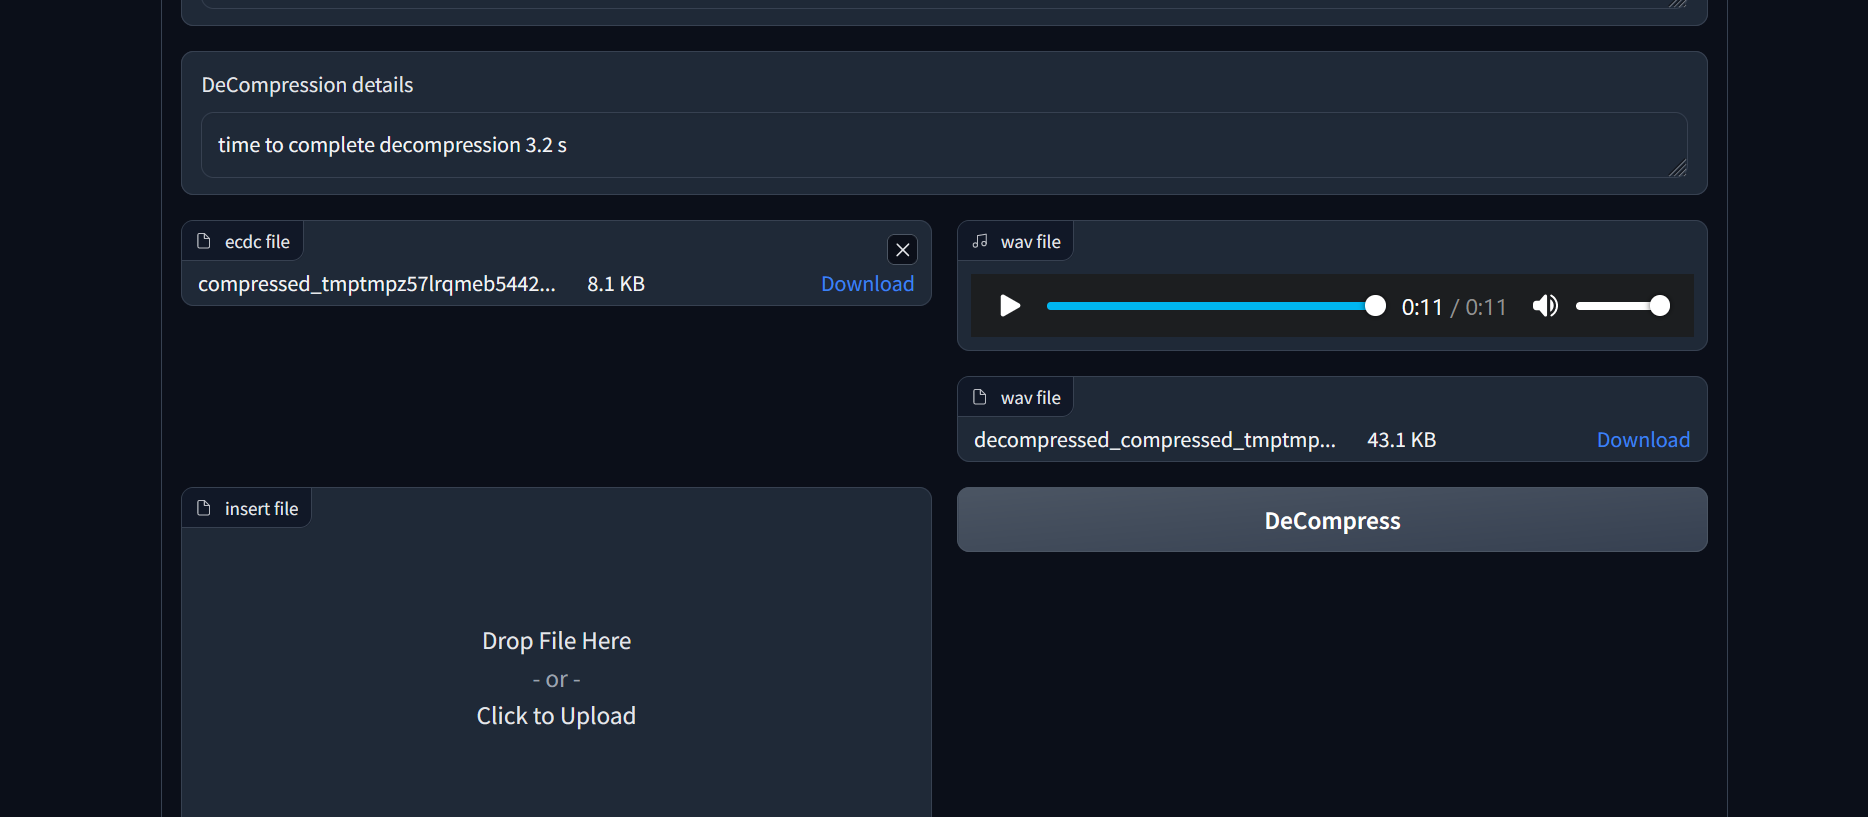 DeCompression details
time to complete decompression 3.2 s
ecdc file
compressed_tmptmpz57lrqmeb5442... 8.1 KB Download
wav file
0:11 / 0:11
wav file
decompressed_compressed_tmptmp... 43.1 KB Download
insert file
Drop File Here
- or -
Click to Upload
DeCompress